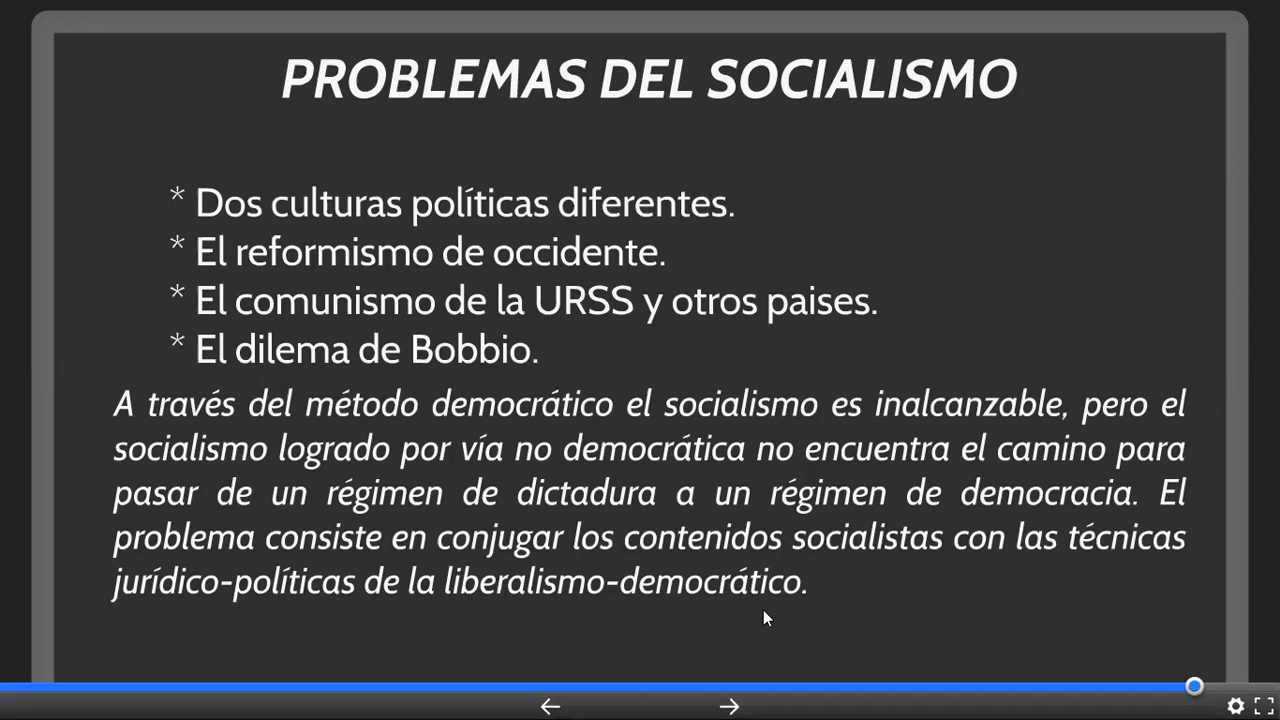 PROBLEMAS DEL SOCIALISMO
* Dos culturas políticas diferentes.
* El reformismo de occidente.
* El comunismo de la URSS y otros paises.
* El dilema de Bobbio.
A través del método democrático el socialismo es inalcanzable, pero el
socialismo logrado por vía no democrática no encuentra el camino para
pasar de un régimen de dictadura a un régimen de democracia. El
problema consiste en conjugar los contenidos socialistas con las técnicas
jurídico-políticas de la liberalismo-democrático.